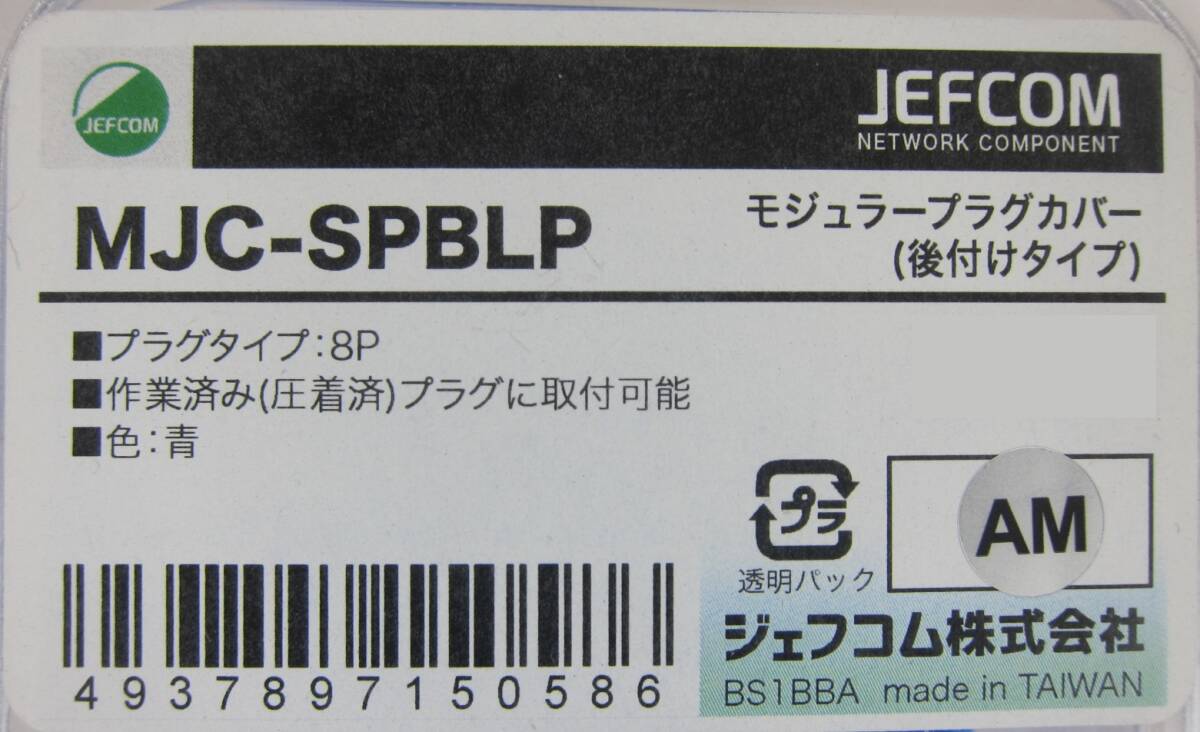 JEFCOM
JEFCOM
NETWORK COMPONENT
MJC-SPBLP
モジュラープラグカバー
(後付けタイプ)
■プラグタイプ:8P
■作業済み(圧着済)プラグに取付可能
■色:青
プラ
透明パック
AM
4937897150586
ジェフコム株式会社
BS1BBA made in TAIWAN